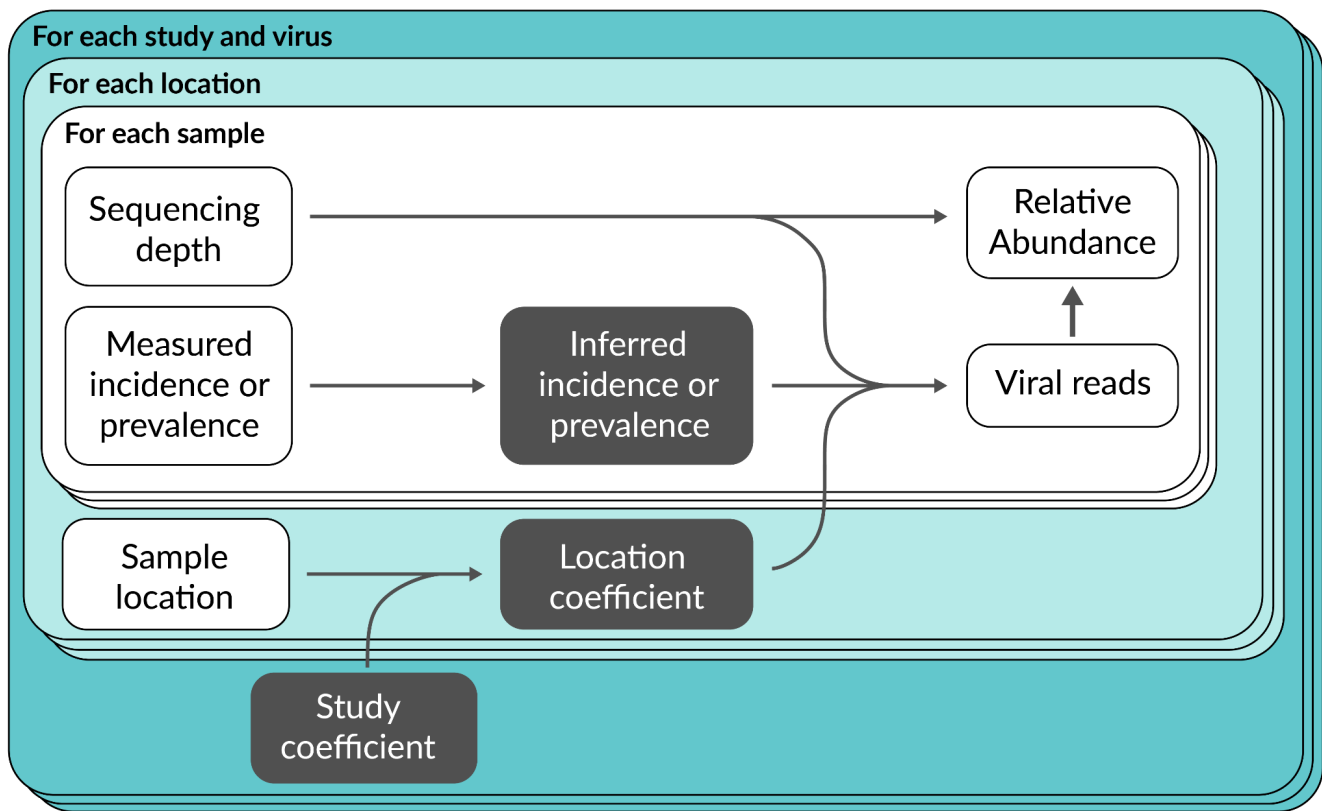 For each study and virus
For each location
For each sample
Sequencing
depth
Relative
Abundance
Measured
incidence or
prevalence
Inferred
incidence or
prevalence
Viral reads
Sample
location
Location
coefficient
Study
coefficient